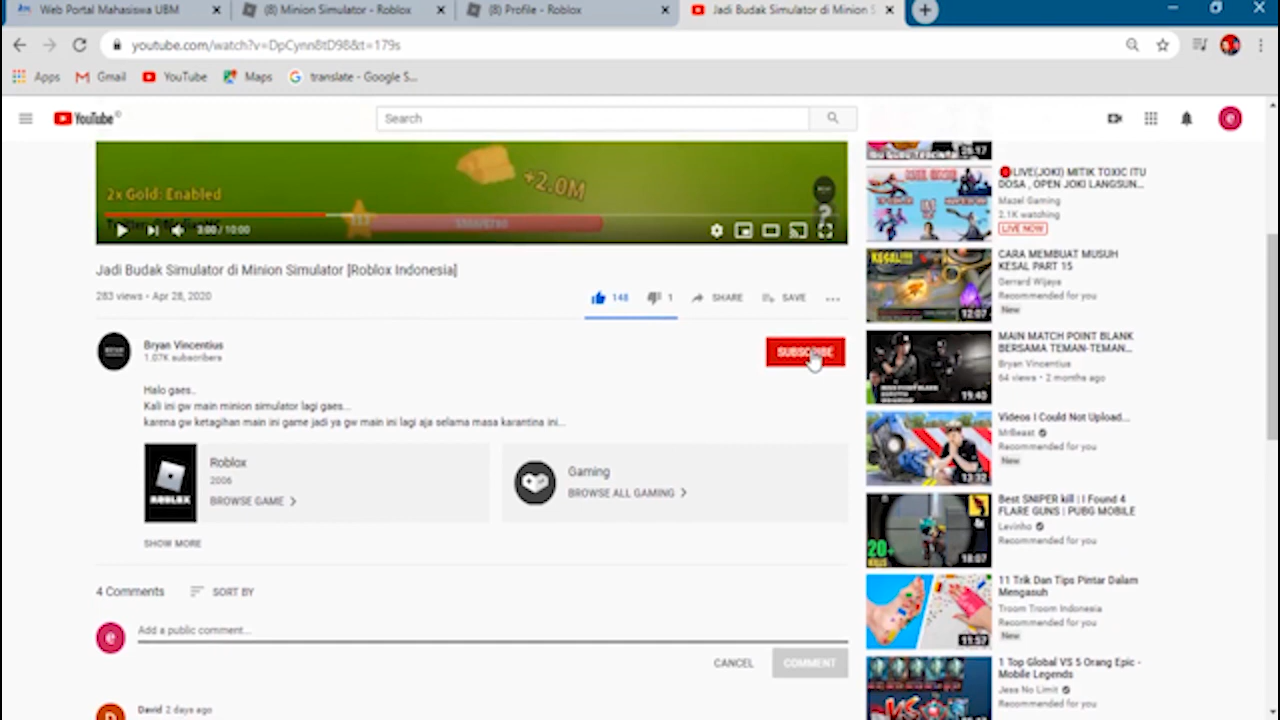 Web Portal Mahasiswa UBM
(8) Minion Simulator - Roblox
(8) Profile - Roblox
Jadi Budak Simulator di Minion S
youtube.com/watch?v=DpCynn8tD98&t=179s
Apps
Gmail
YouTube
Maps
translate - Google S...
YouTube
Search
2x Gold: Enabled
+2.0M
3:00 / 10:00
Jadi Budak Simulator di Minion Simulator [Roblox Indonesia]
283 views • Apr 28, 2020
148
1
SHARE
SAVE
Bryan Vincentius
1.07K subscribers
SUBSCRIBE
Halo gaes..
Kali ini gw main minion simulator lagi gaes...
karena gw ketagihan main ini game jadi ya gw main ini lagi aja selama masa karantina ini...
ROBLOX
Roblox
2006
BROWSE GAME
Gaming
BROWSE ALL GAMING
SHOW MORE
4 Comments
SORT BY
Add a public comment...
CANCEL
COMMENT
David 2 days ago
LIVE(JOKI) MITIK TOXIC ITU
DOSA , OPEN JOKI LANGSUN...
Mazel Gaming
2.1K watching
LIVE NOW
CARA MEMBUAT MUSUH
KESAL PART 15
Gerrard Wijaya
Recommended for you
New
12:07
MAIN MATCH POINT BLANK
BERSAMA TEMAN-TEMAN...
Bryan Vincentius
64 views • 2 months ago
19:40
Videos I Could Not Upload...
MrBeast
Recommended for you
New
13:32
Best SNIPER kill | I Found 4
FLARE GUNS | PUBG MOBILE
Levinho
Recommended for you
20+
18:07
11 Trik Dan Tips Pintar Dalam
Mengasuh
Troom Troom Indonesia
Recommended for you
New
11:57
1 Top Global VS 5 Orang Epic -
Mobile Legends
Jess No Limit
Recommended for you
VS